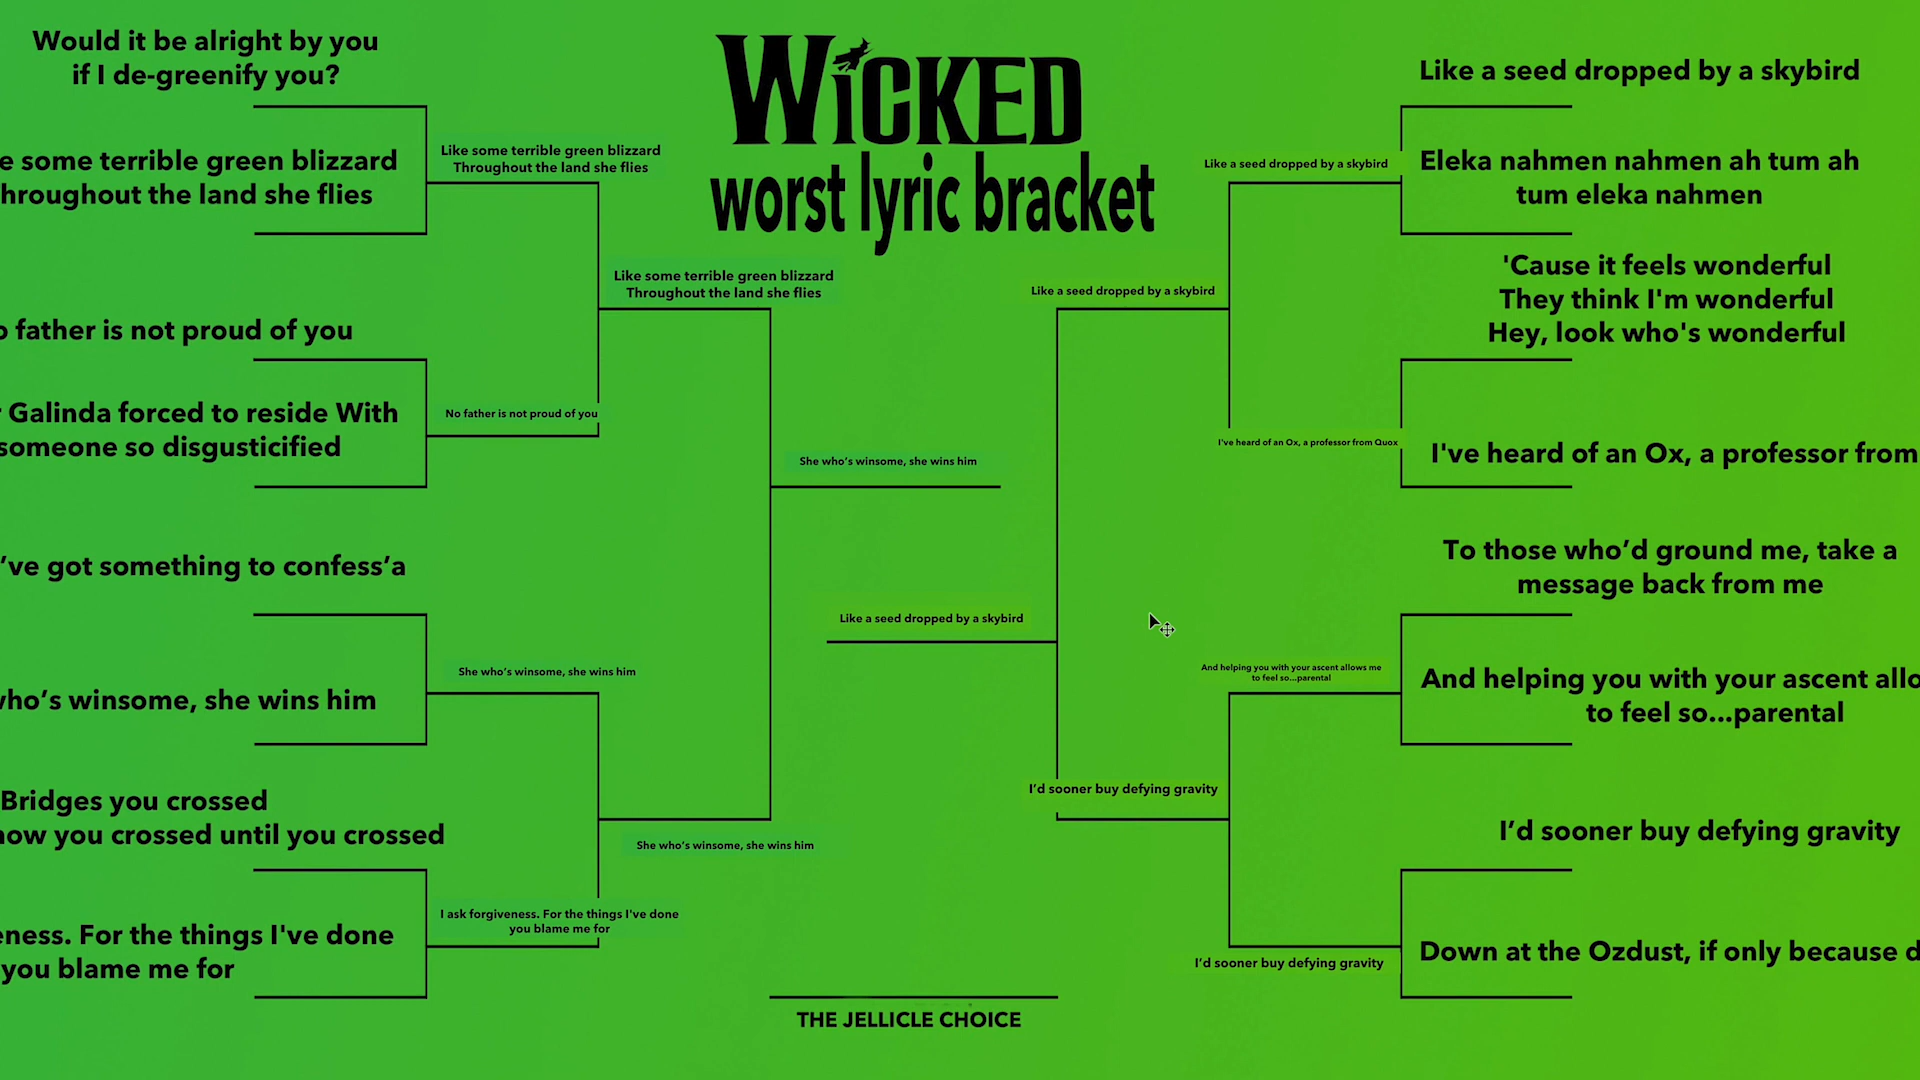 Would it be alright by you
if I de-greenify you?
some terrible green blizzard
the land she flies
father is not proud of you
Galinda forced to reside With
someone so disgusticified
've got something to confess'a
who's winsome, she wins him
Bridges you crossed
you crossed until you crossed
For the things I've done
you blame me for
Like some terrible green blizzard
Throughout the land she flies
No father is not proud of you
She who's winsome, she wins him
I ask forgiveness. For the things I've done
you blame me for
Like some terrible green blizzard
Throughout the land she flies
She who's winsome, she wins him
She who's winsome, she wins him
WICKED
worst lyric bracket
Like a seed dropped by a skybird
THE JELLICLE CHOICE
Like a seed dropped by a skybird
I'd sooner buy defying gravity
Like a seed dropped by a skybird
I've heard of an Ox, a professor from Quox
And helping you with your ascent allows me
to feel so...parental
I'd sooner buy defying gravity
Like a seed dropped by a skybird
Eleka nahmen nahmen ah tum ah
tum eleka nahmen
'Cause it feels wonderful
They think I'm wonderful
Hey, look who's wonderful
I've heard of an Ox, a professor from
To those who'd ground me, take a
message back from me
And helping you with your ascent
to feel so...parental
I'd sooner buy defying gravity
Down at the Ozdust, if only because